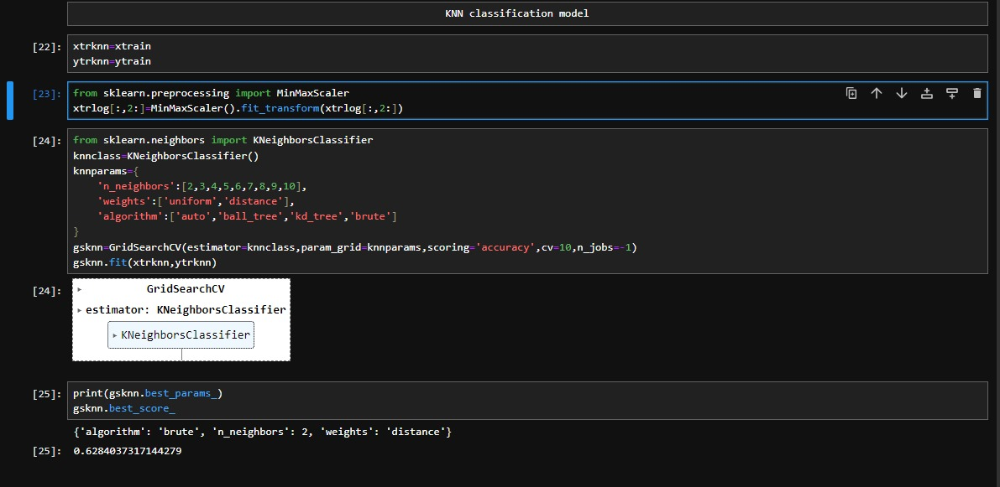 KNN classification model
[22]:
xtrknn=xtrain
ytrknn=ytrain
[23]:
from sklearn.preprocessing import MinMaxScaler
xtrlog[:,2:]=MinMaxScaler().fit_transform(xtrlog[:,2:])
[24]:
from sklearn.neighbors import KNeighborsClassifier
knnclass=KNeighborsClassifier()
knnparams={
    'n_neighbors':[2,3,4,5,6,7,8,9,10],
    'weights':['uniform','distance'],
    'algorithm':['auto','ball_tree','kd_tree','brute']
}
gsknn=GridSearchCV(estimator=knnclass,param_grid=knnparams,scoring='accuracy',cv=10,n_jobs=-1)
gsknn.fit(xtrknn,ytrknn)
[24]:
GridSearchCV
estimator: KNeighborsClassifier
KNeighborsClassifier
[25]:
print(gsknn.best_params_)
gsknn.best_score_
{'algorithm': 'brute', 'n_neighbors': 2, 'weights': 'distance'}
[25]:
0.6284037317144279